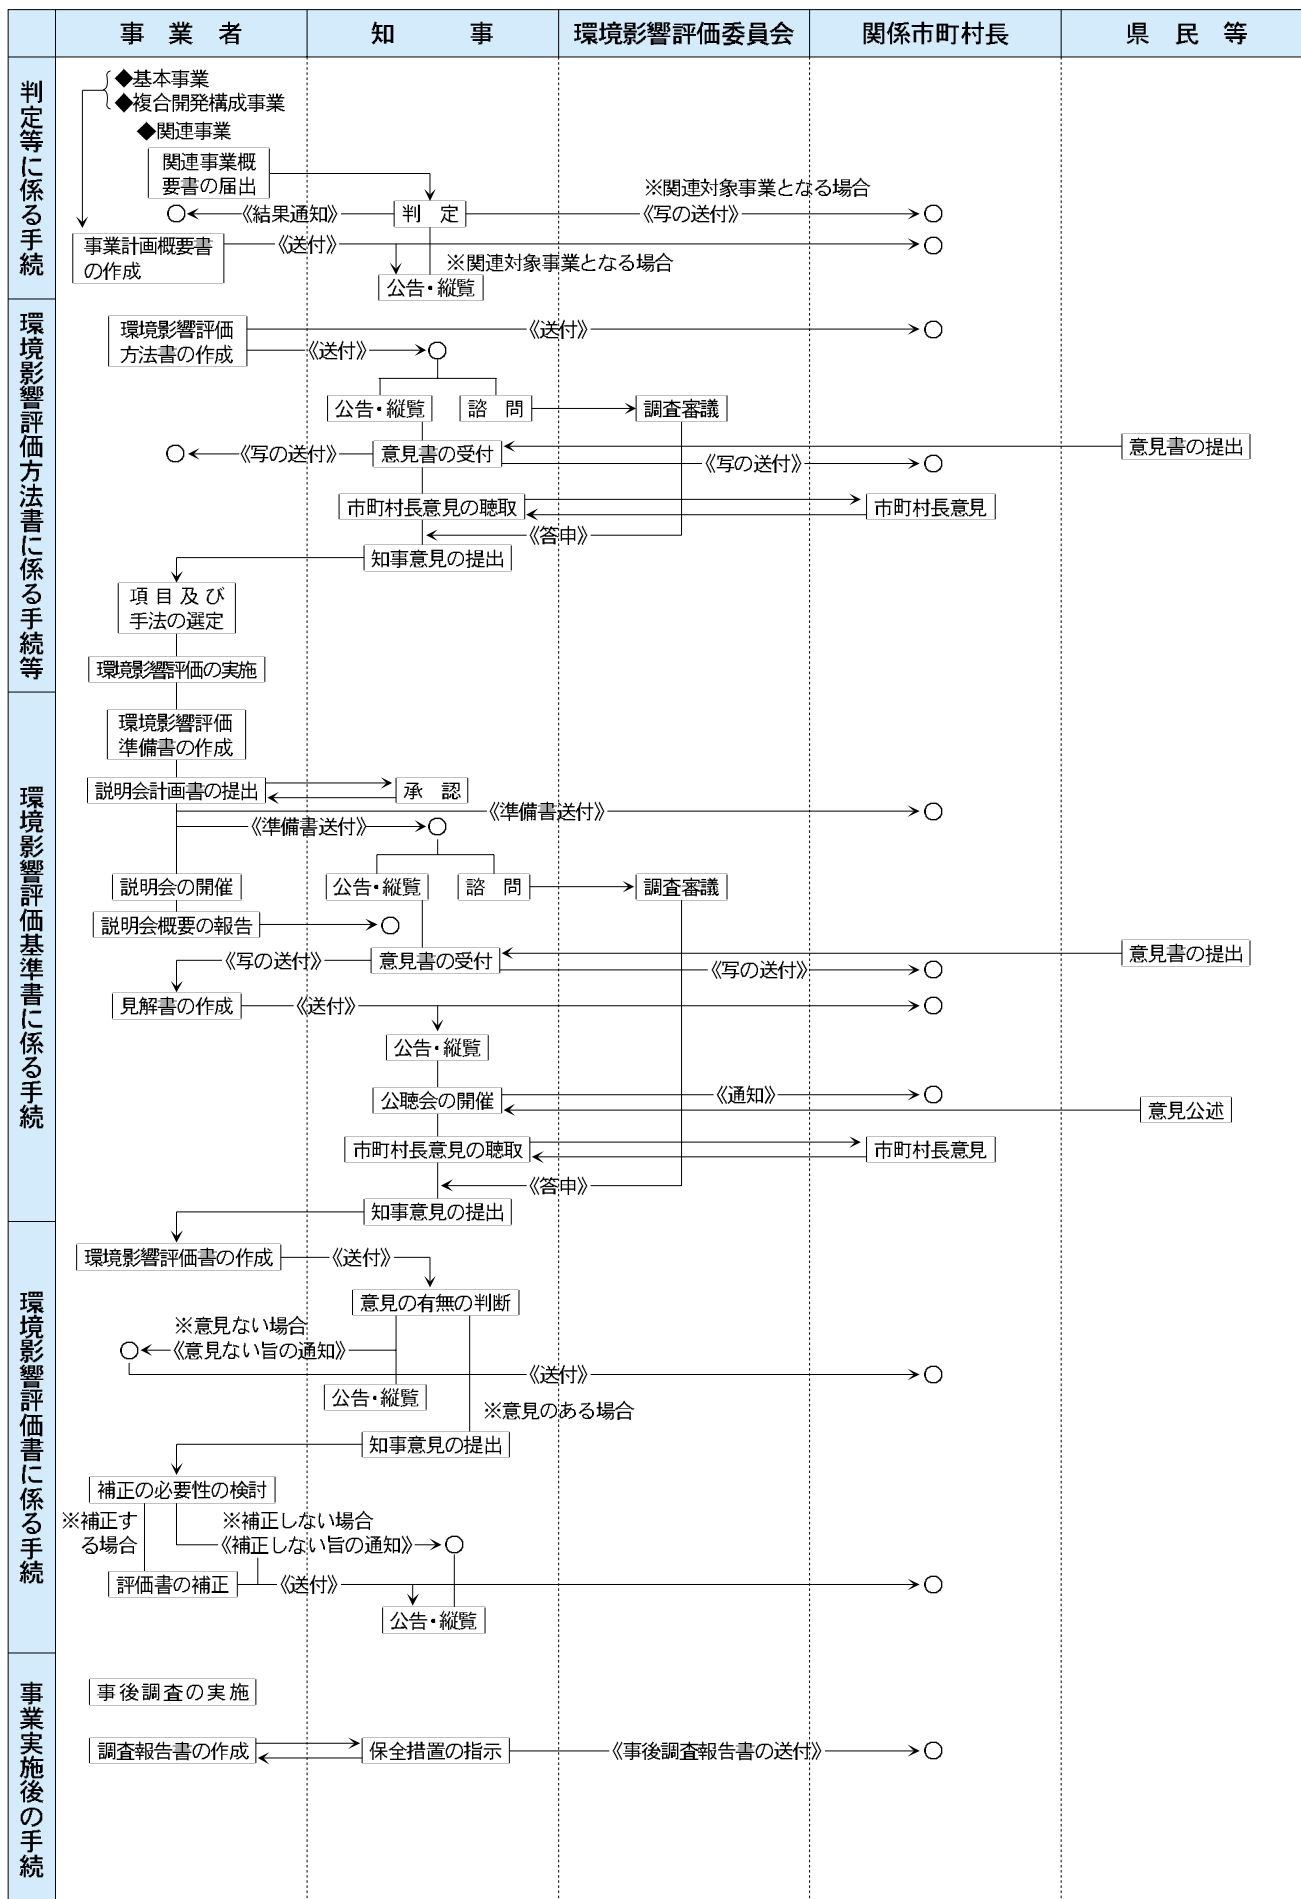 事業者
知事
環境影響評価委員会
関係市町村長
県民等
判定等に係る手続
◆基本事業
◆複合開発構成事業
◆関連事業
関連事業概
要書の届出
※関連対象事業となる場合
《結果通知》
判定
《写の送付》
事業計画概要書
の作成
《送付》
※関連対象事業となる場合
公告・縦覧
環境影響評価方法書に係る手続等
環境影響評価
方法書の作成
《送付》
《送付》
公告・縦覧
諮問
調査審議
意見書の提出
《写の送付》
意見書の受付
《写の送付》
市町村長意見の聴取
市町村長意見
《答申》
知事意見の提出
項目及び
手法の選定
環境影響評価の実施
環境影響評価基準書に係る手続
環境影響評価
準備書の作成
説明会計画書の提出
承認
《準備書送付》
《準備書送付》
説明会の開催
公告・縦覧
諮問
調査審議
説明会概要の報告
意見書の提出
《写の送付》
意見書の受付
《写の送付》
見解書の作成
《送付》
公告・縦覧
公聴会の開催
《通知》
意見公述
市町村長意見の聴取
市町村長意見
《答申》
知事意見の提出
環境影響評価書に係る手続
環境影響評価書の作成
《送付》
意見の有無の判断
※意見ない場合
《意見ない旨の通知》
《送付》
公告・縦覧
※意見のある場合
知事意見の提出
補正の必要性の検討
※補正す
る場合
※補正しない場合
《補正しない旨の通知》
評価書の補正
《送付》
公告・縦覧
事業実施後の手続
事後調査の実施
調査報告書の作成
保全措置の指示
《事後調査報告書の送付》